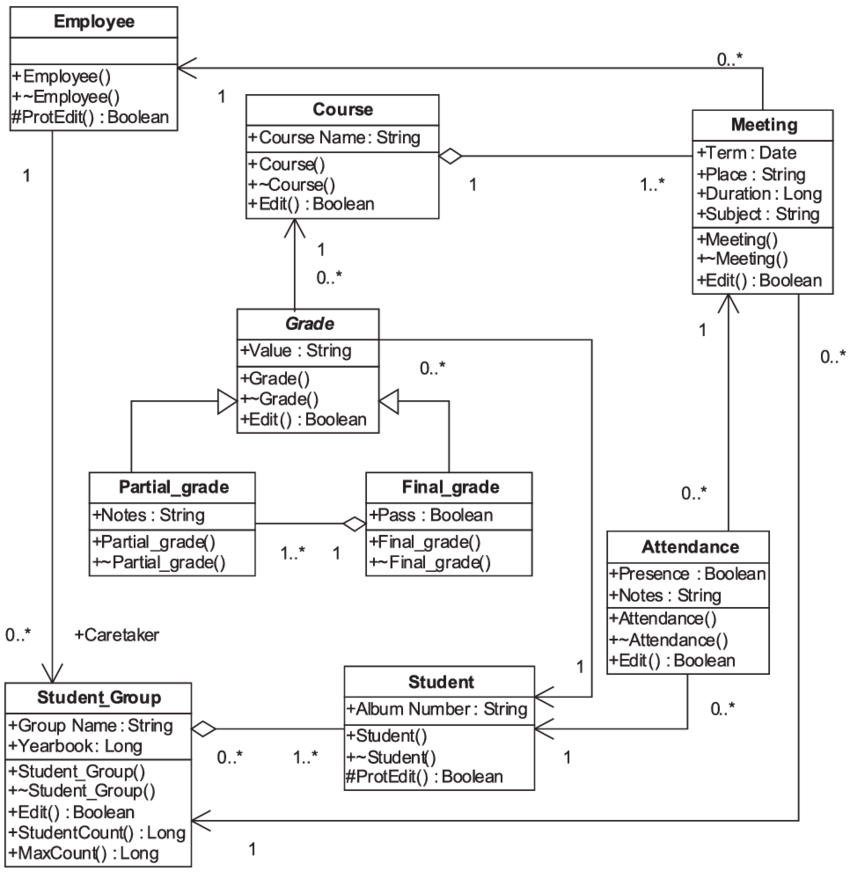 Employee
+Employee()
+~Employee()
#ProtEdit() : Boolean
0..*
1
Course
+Course Name : String
+Course()
+~Course()
+Edit() : Boolean
1
1..*
Meeting
+Term : Date
+Place : String
+Duration : Long
+Subject : String
+Meeting()
+~Meeting()
+Edit() : Boolean
1
1
0..*
Grade
+Value : String
+Grade()
+~Grade()
+Edit() : Boolean
0..*
1
0..*
Partial_grade
+Notes : String
+Partial_grade()
+~Partial_grade()
1..*
1
Final_grade
+Pass : Boolean
+Final_grade()
+~Final_grade()
0..*
Attendance
+Presence : Boolean
+Notes : String
+Attendance()
+~Attendance()
+Edit() : Boolean
0..*
+Caretaker
1
Student_Group
+Group Name : String
+Yearbook : Long
+Student_Group()
+~Student_Group()
+Edit() : Boolean
+StudentCount() : Long
+MaxCount() : Long
0..*
1..*
Student
+Album Number : String
+Student()
+~Student()
#ProtEdit() : Boolean
0..*
1
1